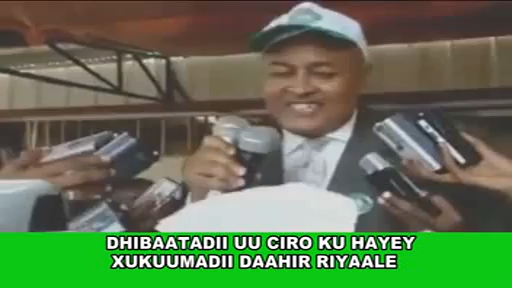 DHIBAATADII UU CIRO KU HAYEY
XUKUUMADII DAAHIR RIYAALE